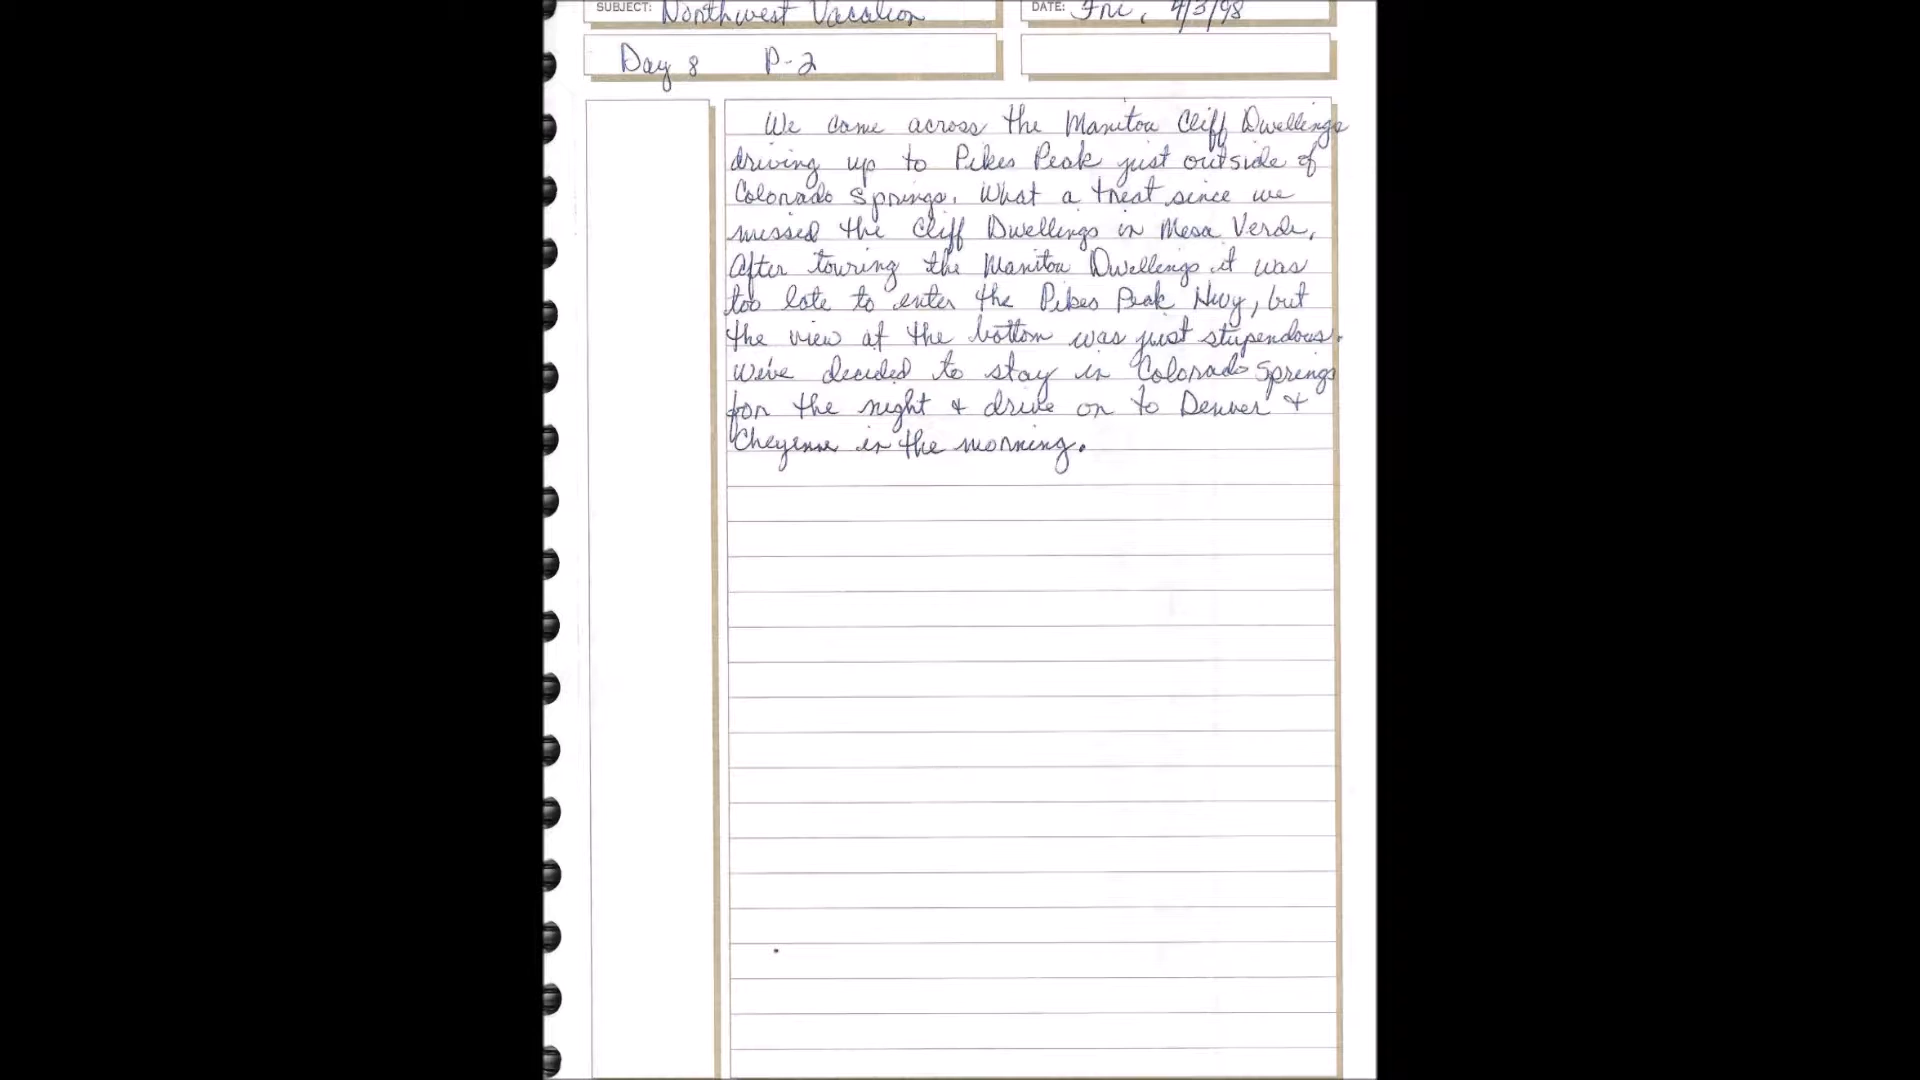 SUBJECT: Northwest Vacation
DATE: Fri, 4/3/98
Day 8 P-2
We came across the Manitou Cliff Dwellings
driving up to Pikes Peak just outside of
Colorado Springs. What a treat since we
missed the Cliff Dwellings in Mesa Verde.
After touring the Manitou Dwellings it was
too late to enter the Pikes Peak Hwy, but
the view at the bottom was just stupendous.
We've decided to stay in Colorado Springs
for the night & drive on to Denver &
Cheyenne in the morning.